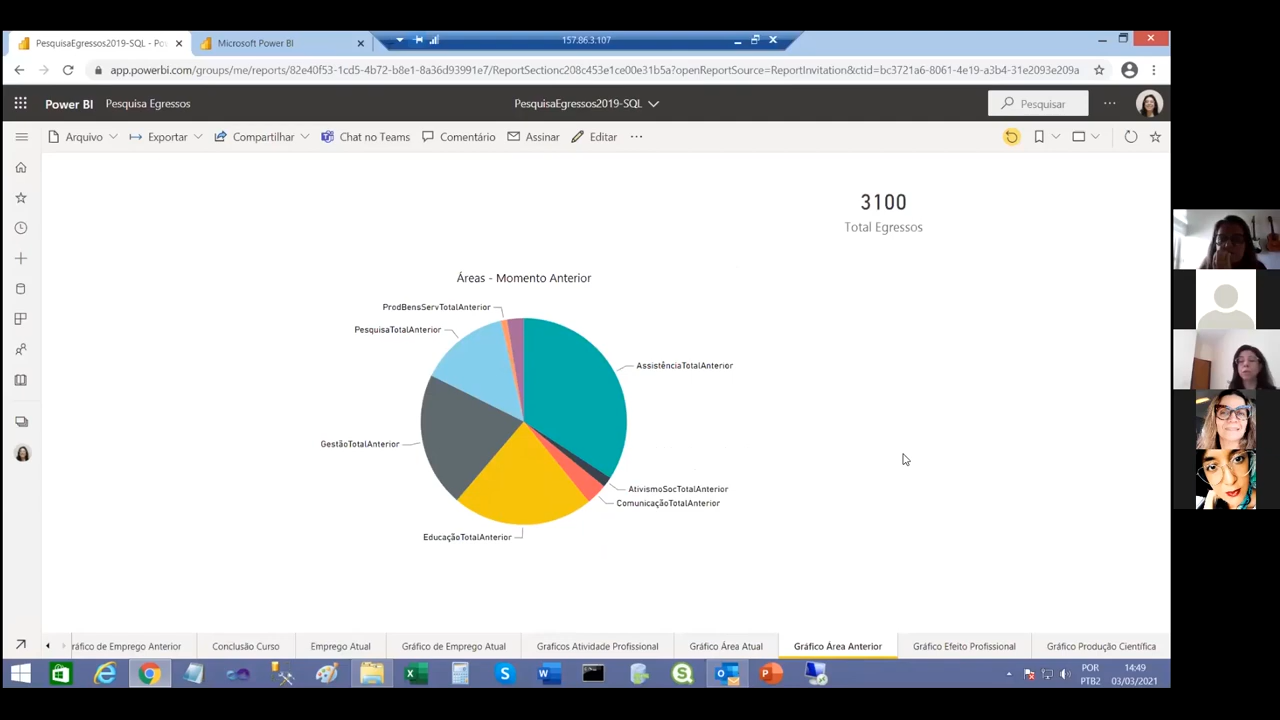 PesquisaEgressos2019-SQL - Po
Microsoft Power BI
157.86.3.107
app.powerbi.com/groups/me/reports/82e40f53-1cd5-4b72-b8e1-8a36d93991e7/ReportSectionc208c453e1ce00e31b5a?openReportSource=ReportInvitation&ctid=bc3721a6-8061-4e19-a3b4-31e2093e209a
Power BI Pesquisa Egressos
PesquisaEgressos2019-SQL
Pesquisar
Arquivo Exportar Compartilhar Chat no Teams Comentário Assinar Editar
3100
Total Egressos
Áreas - Momento Anterior
ProdBensServTotalAnterior
PesquisaTotalAnterior
AssistênciaTotalAnterior
GestãoTotalAnterior
AtivismoSocTotalAnterior
ComunicaçãoTotalAnterior
EducaçãoTotalAnterior
ráfico de Emprego Anterior Conclusão Curso Emprego Atual Gráfico de Emprego Atual Gráficos Atividade Profissional Gráfico Área Atual Gráfico Área Anterior Gráfico Efeito Profissional Gráfico Produção Científica
POR 14:49
PTB2 03/03/2021